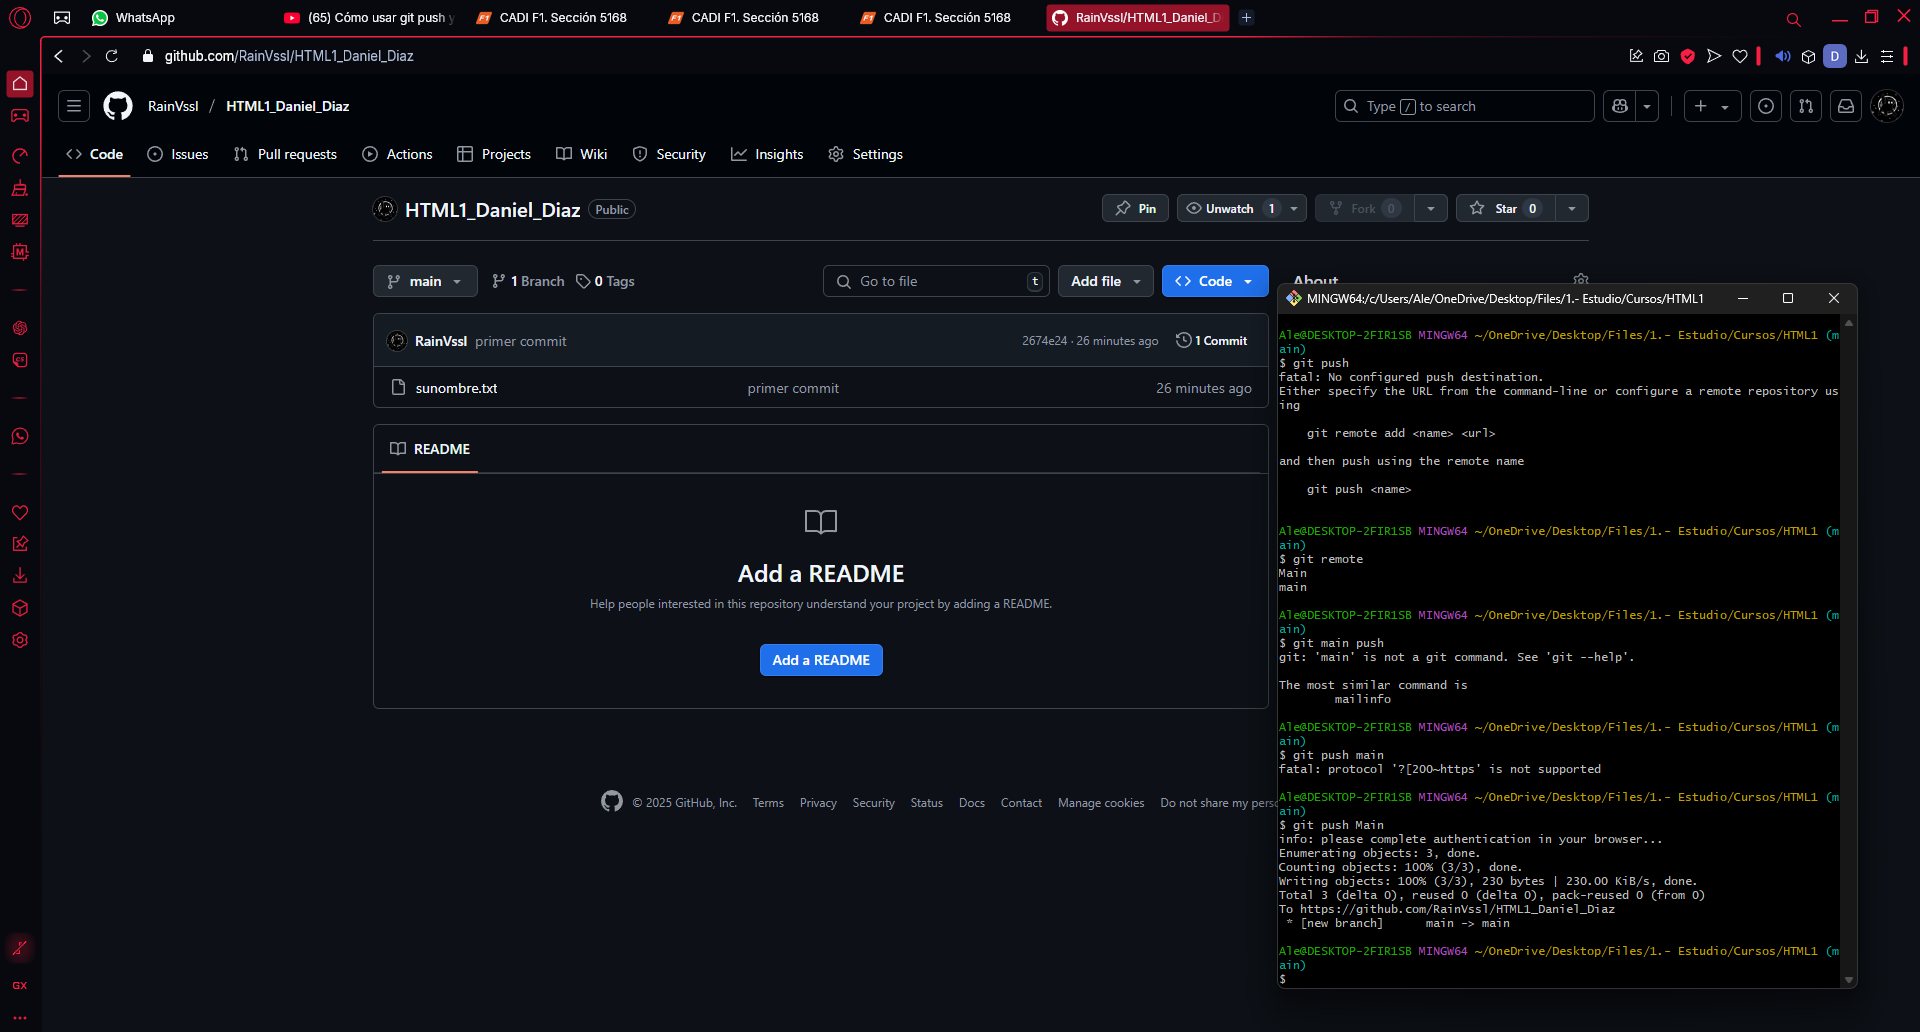 WhatsApp
(65) Cómo usar git push y
CADI F1. Sección 5168
CADI F1. Sección 5168
CADI F1. Sección 5168
RainVssl/HTML1_Daniel_D
github.com/RainVssl/HTML1_Daniel_Diaz
D
RainVssl / HTML1_Daniel_Diaz
Type / to search
Code
Issues
Pull requests
Actions
Projects
Wiki
Security
Insights
Settings
HTML1_Daniel_Diaz
Public
Pin
Unwatch 1
Fork 0
Star 0
main
1 Branch
0 Tags
Go to file
t
Add file
Code
About
RainVssl primer commit
2674e24 · 26 minutes ago
1 Commit
sunombre.txt
primer commit
26 minutes ago
README
Add a README
Help people interested in this repository understand your project by adding a README.
Add a README
© 2025 GitHub, Inc.
Terms
Privacy
Security
Status
Docs
Contact
Manage cookies
Do not share my perso
GX
MINGW64:/c/Users/Ale/OneDrive/Desktop/Files/1.- Estudio/Cursos/HTML1
Ale@DESKTOP-2FIR1SB MINGW64 ~/OneDrive/Desktop/Files/1.- Estudio/Cursos/HTML1 (m
ain)
$ git push
fatal: No configured push destination.
Either specify the URL from the command-line or configure a remote repository us
ing
git remote add <name> <url>
and then push using the remote name
git push <name>
Ale@DESKTOP-2FIR1SB MINGW64 ~/OneDrive/Desktop/Files/1.- Estudio/Cursos/HTML1 (m
ain)
$ git remote
Main
main
Ale@DESKTOP-2FIR1SB MINGW64 ~/OneDrive/Desktop/Files/1.- Estudio/Cursos/HTML1 (m
ain)
$ git main push
git: 'main' is not a git command. See 'git --help'.
The most similar command is
mailinfo
Ale@DESKTOP-2FIR1SB MINGW64 ~/OneDrive/Desktop/Files/1.- Estudio/Cursos/HTML1 (m
ain)
$ git push main
fatal: protocol '?[200~https' is not supported
Ale@DESKTOP-2FIR1SB MINGW64 ~/OneDrive/Desktop/Files/1.- Estudio/Cursos/HTML1 (m
ain)
$ git push Main
info: please complete authentication in your browser...
Enumerating objects: 3, done.
Counting objects: 100% (3/3), done.
Writing objects: 100% (3/3), 230 bytes | 230.00 KiB/s, done.
Total 3 (delta 0), reused 0 (delta 0), pack-reused 0 (from 0)
To https://github.com/RainVssl/HTML1_Daniel_Diaz
* [new branch] main -> main
Ale@DESKTOP-2FIR1SB MINGW64 ~/OneDrive/Desktop/Files/1.- Estudio/Cursos/HTML1 (m
ain)
$